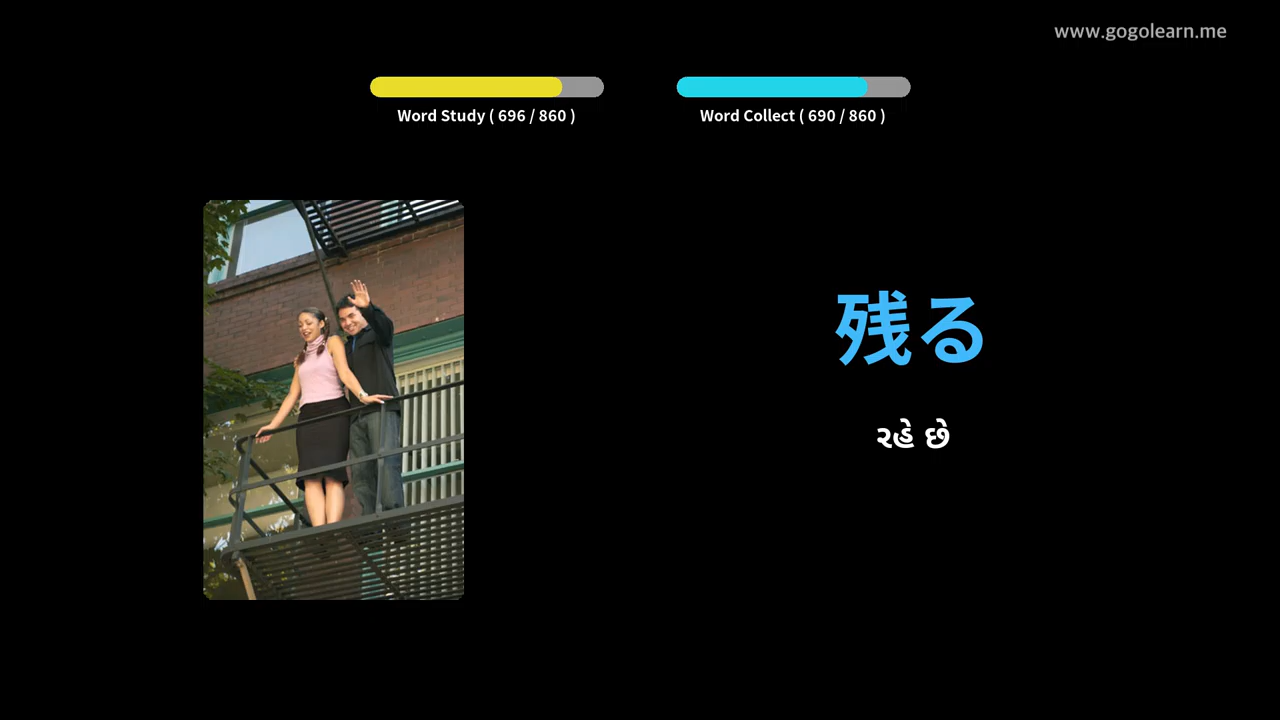 www.gogolearn.me
Word Study ( 696 / 860 )
Word Collect ( 690 / 860 )
残る
રહે છે